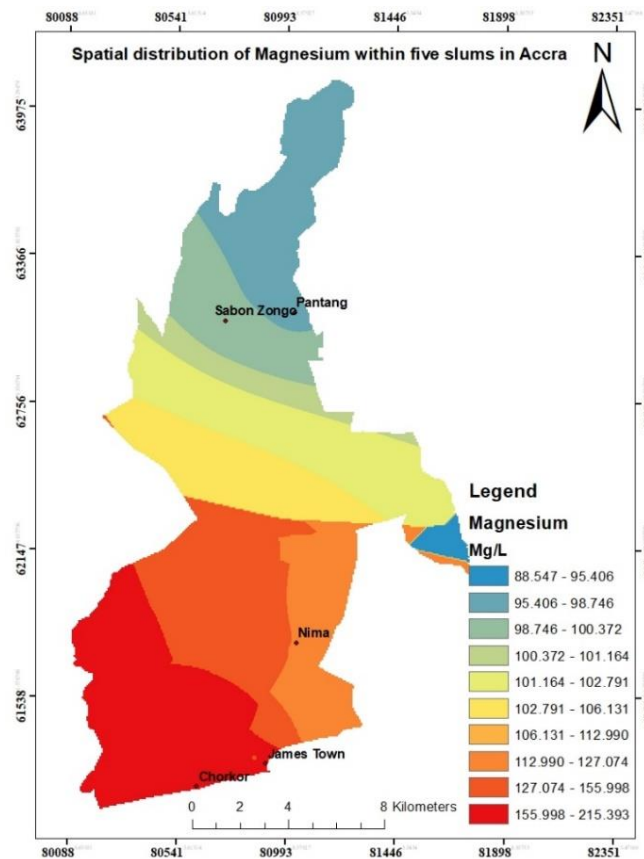 80088 80541 80993 81446 81898 82351
Spatial distribution of Magnesium within five slums in Accra
N
63975
63366
62756
62147
61538
Sabon Zongo
Pantang
Nima
James Town
Chorkor
Legend
Magnesium
Mg/L
88.547 - 95.406
95.406 - 98.746
98.746 - 100.372
100.372 - 101.164
101.164 - 102.791
102.791 - 106.131
106.131 - 112.990
112.990 - 127.074
127.074 - 155.998
155.998 - 215.393
0 2 4 8 Kilometers
80088 80541 80993 81446 81898 82351